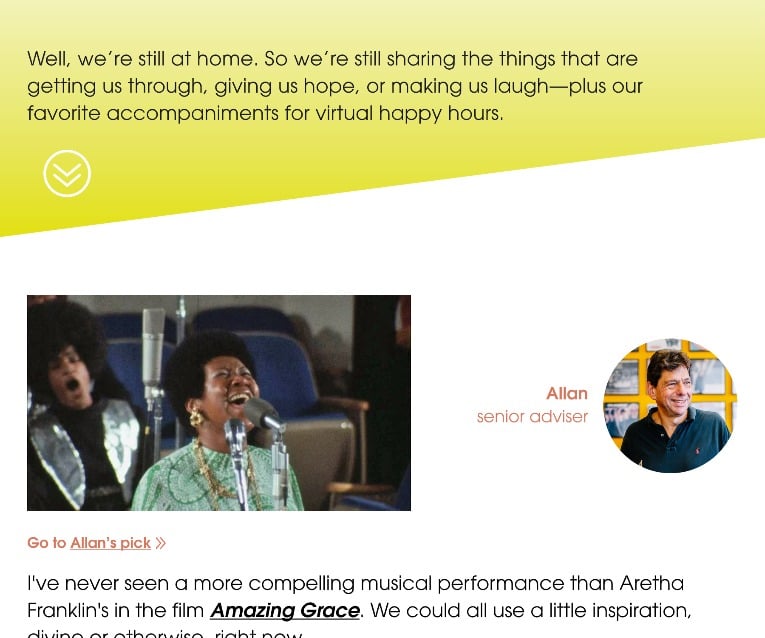 Well, we’re still at home. So we’re still sharing the things that are
getting us through, giving us hope, or making us laugh—plus our
favorite accompaniments for virtual happy hours.
Allan
senior adviser
Go to Allan's pick »
I've never seen a more compelling musical performance than Aretha
Franklin's in the film Amazing Grace. We could all use a little inspiration,
divine or otherwise, right now.